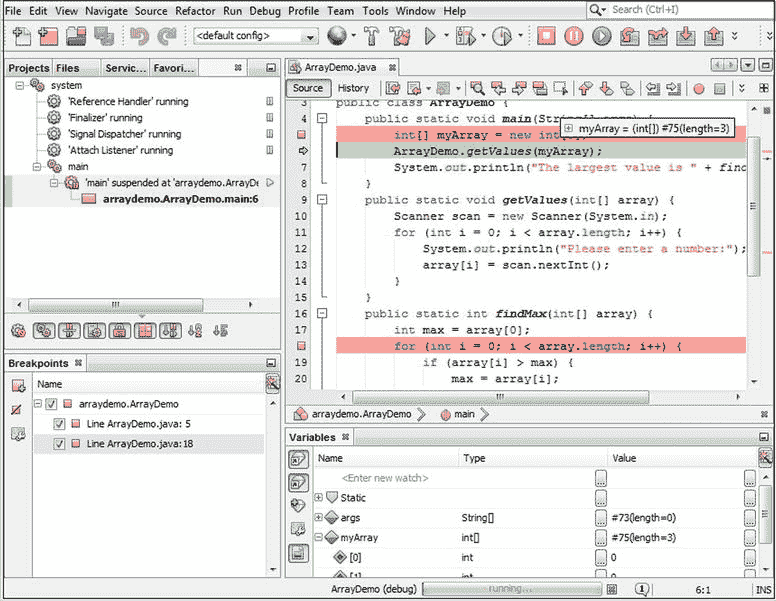 File Edit View Navigate Source Refactor Run Debug Profile Team Tools Window Help
Search (Ctrl+I)
<default config>
Projects Files Servic... Favori...
system
'Reference Handler' running
'Finalizer' running
'Signal Dispatcher' running
'Attach Listener' running
main
'main' suspended at 'arraydemo.ArrayDe
arraydemo.ArrayDemo.main:6
Breakpoints
Name
arraydemo.ArrayDemo
Line ArrayDemo.java: 5
Line ArrayDemo.java: 18
ArrayDemo.java
Source History
3 public class ArrayDemo {
4 public static void main(
myArray = (int[]) #75(length=3)
int[] myArray = new int
ArrayDemo.getValues(myArray);
7 System.out.println("The largest value is " + find
8 }
9 public static void getValues(int[] array) {
10 Scanner scan = new Scanner(System.in);
11 for (int i = 0; i < array.length; i++) {
12 System.out.println("Please enter a number:");
13 array[i] = scan.nextInt();
14 }
15 }
16 public static int findMax(int[] array) {
17 int max = array[0];
for (int i = 0; i < array.length; i++) {
19 if (array[i] > max) {
20 max = array[i];
arraydemo.ArrayDemo main
Variables
Name Type Value
<Enter new watch> ...
Static ...
args String[] ... #73(length=0) ...
myArray int[] ... #75(length=3) ...
[0] int ... 0 ...
[1] int 0
ArrayDemo (debug) running... 1 6:1 INS